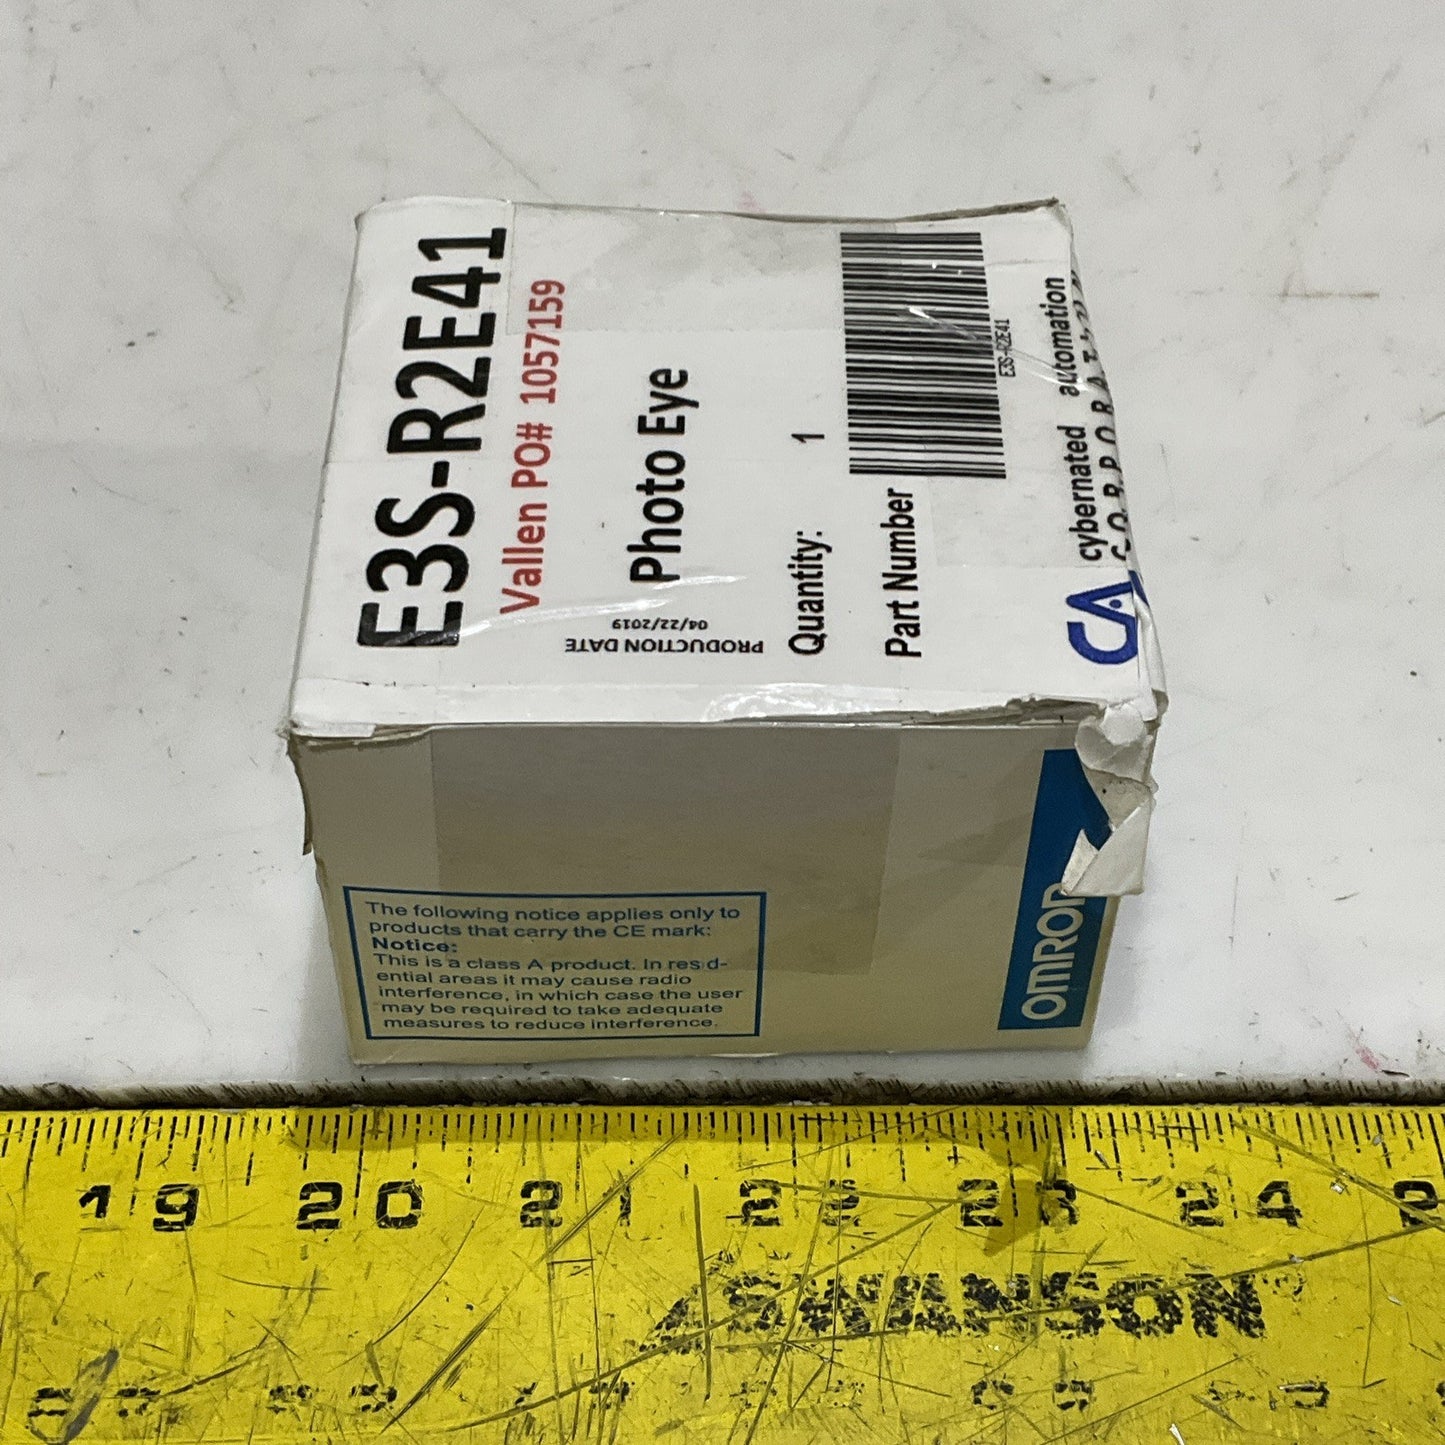 E3S-R2E41
Vallen PO# 1057159
Photo Eye
PRODUCTION DATE
04/22/2019
Quantity: 1
Part Number
E3S-R2E41
CA cybernated automation
CORPORATION
The following notice applies only to
products that carry the CE mark:
Notice:
This is a class A product. In resid-
ential areas it may cause radio
interference, in which case the user
may be required to take adequate
measures to reduce interference.
OMRON
19 20 21 22 23 24
SWANSON®